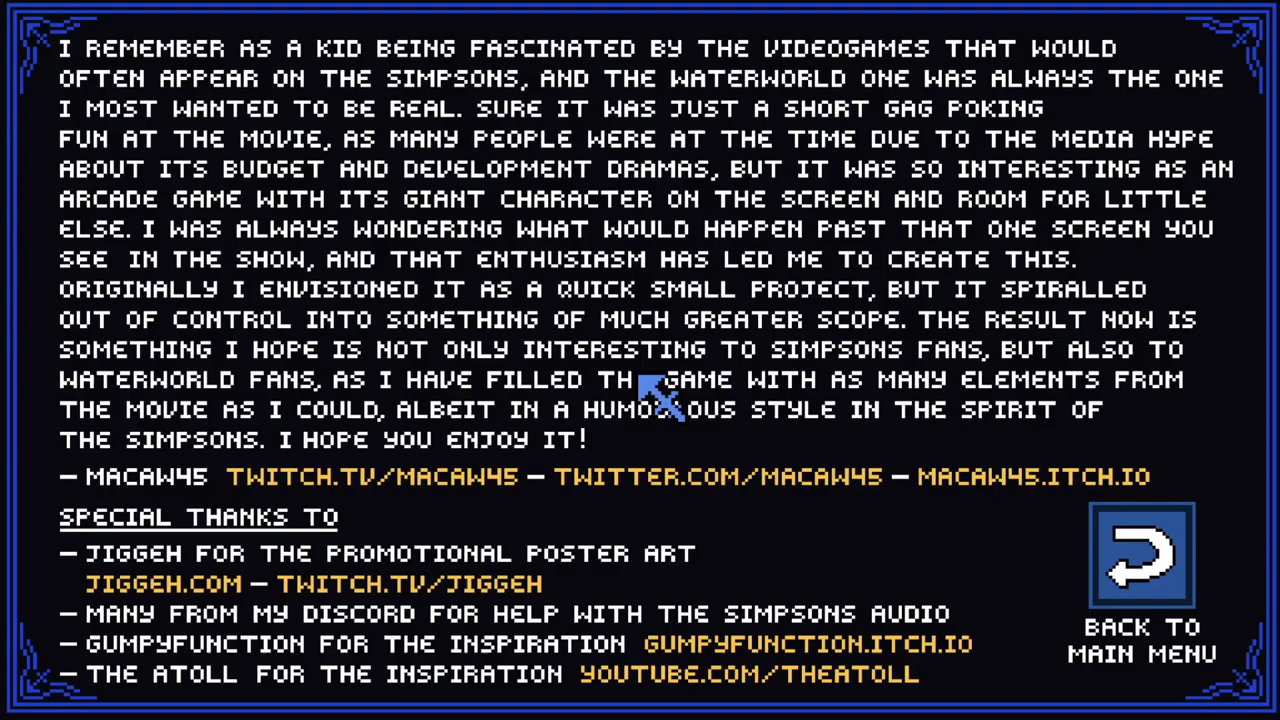 I REMEMBER AS A KID BEING FASCINATED BY THE VIDEOGAMES THAT WOULD
OFTEN APPEAR ON THE SIMPSONS, AND THE WATERWORLD ONE WAS ALWAYS THE ONE
I MOST WANTED TO BE REAL. SURE IT WAS JUST A SHORT GAG POKING
FUN AT THE MOVIE, AS MANY PEOPLE WERE AT THE TIME DUE TO THE MEDIA HYPE
ABOUT ITS BUDGET AND DEVELOPMENT DRAMAS, BUT IT WAS SO INTERESTING AS AN
ARCADE GAME WITH ITS GIANT CHARACTER ON THE SCREEN AND ROOM FOR LITTLE
ELSE. I WAS ALWAYS WONDERING WHAT WOULD HAPPEN PAST THAT ONE SCREEN YOU
SEE IN THE SHOW, AND THAT ENTHUSIASM HAS LED ME TO CREATE THIS.
ORIGINALLY I ENVISIONED IT AS A QUICK SMALL PROJECT, BUT IT SPIRALLED
OUT OF CONTROL INTO SOMETHING OF MUCH GREATER SCOPE. THE RESULT NOW IS
SOMETHING I HOPE IS NOT ONLY INTERESTING TO SIMPSONS FANS, BUT ALSO TO
WATERWORLD FANS, AS I HAVE FILLED TH GAME WITH AS MANY ELEMENTS FROM
THE MOVIE AS I COULD, ALBEIT IN A HUMOROUS STYLE IN THE SPIRIT OF
THE SIMPSONS. I HOPE YOU ENJOY IT!
- MACAW45 TWITCH.TV/MACAW45 - TWITTER.COM/MACAW45 - MACAW45.ITCH.IO
SPECIAL THANKS TO
- JIGGEH FOR THE PROMOTIONAL POSTER ART
JIGGEH.COM - TWITCH.TV/JIGGEH
- MANY FROM MY DISCORD FOR HELP WITH THE SIMPSONS AUDIO
- GUMPYFUNCTION FOR THE INSPIRATION GUMPYFUNCTION.ITCH.IO
- THE ATOLL FOR THE INSPIRATION YOUTUBE.COM/THEATOLL
BACK TO
MAIN MENU